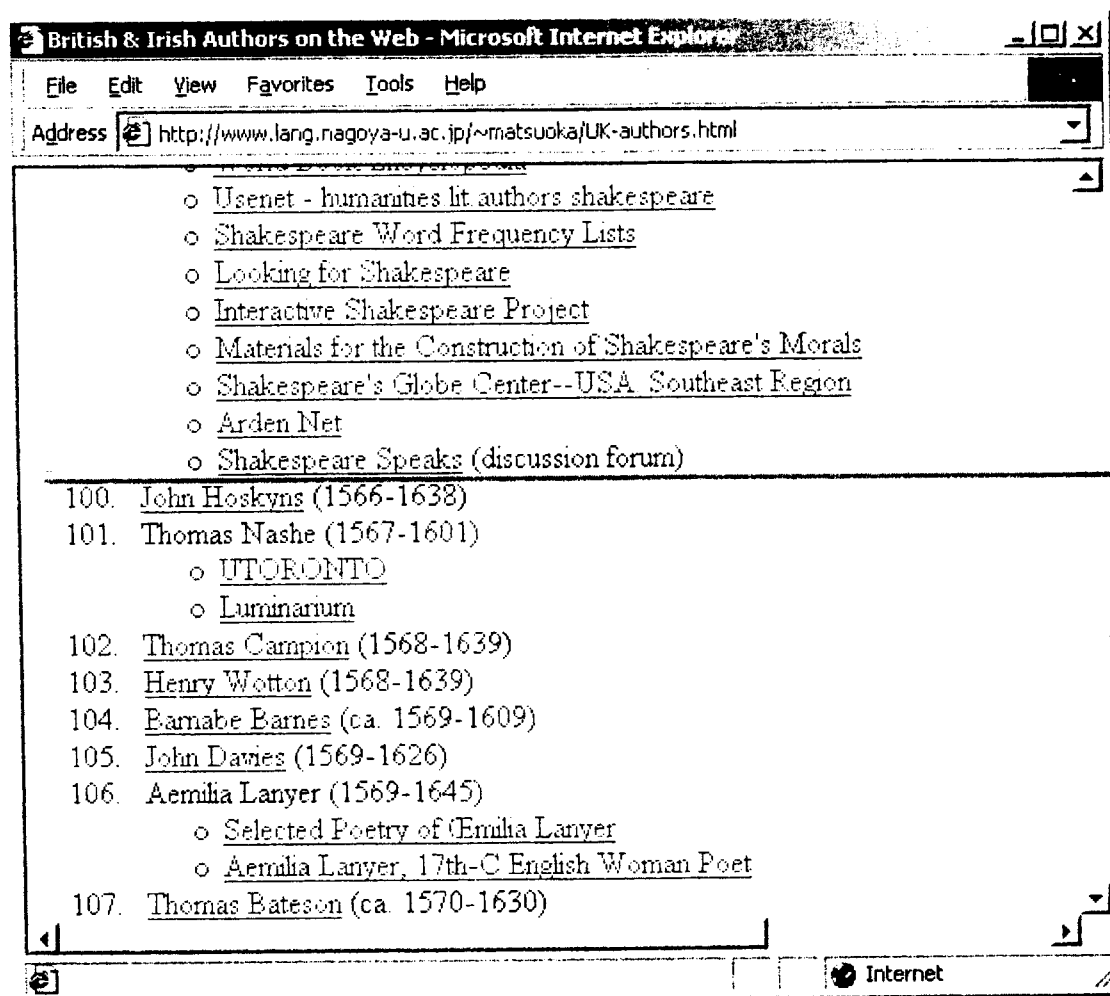 British & Irish Authors on the Web - Microsoft Internet Explorer
File Edit View Favorites Tools Help
Address http://www.lang.nagoya-u.ac.jp/~matsuoka/UK-authors.html
Usenet - humanities lit authors shakespeare
Shakespeare Word Frequency Lists
Looking for Shakespeare
Interactive Shakespeare Project
Materials for the Construction of Shakespeare's Morals
Shakespeare's Globe Center--USA Southeast Region
Arden Net
Shakespeare Speaks (discussion forum)
100. John Hoskyns (1566-1638)
101. Thomas Nashe (1567-1601)
UTORONTO
Luminarium
102. Thomas Campion (1568-1639)
103. Henry Wotton (1568-1639)
104. Barnabe Barnes (ca. 1569-1609)
105. John Davies (1569-1626)
106. Aemilia Lanyer (1569-1645)
Selected Poetry of Œmilia Lanyer
Aemilia Lanyer, 17th-C English Woman Poet
107. Thomas Bateson (ca. 1570-1630)
Internet